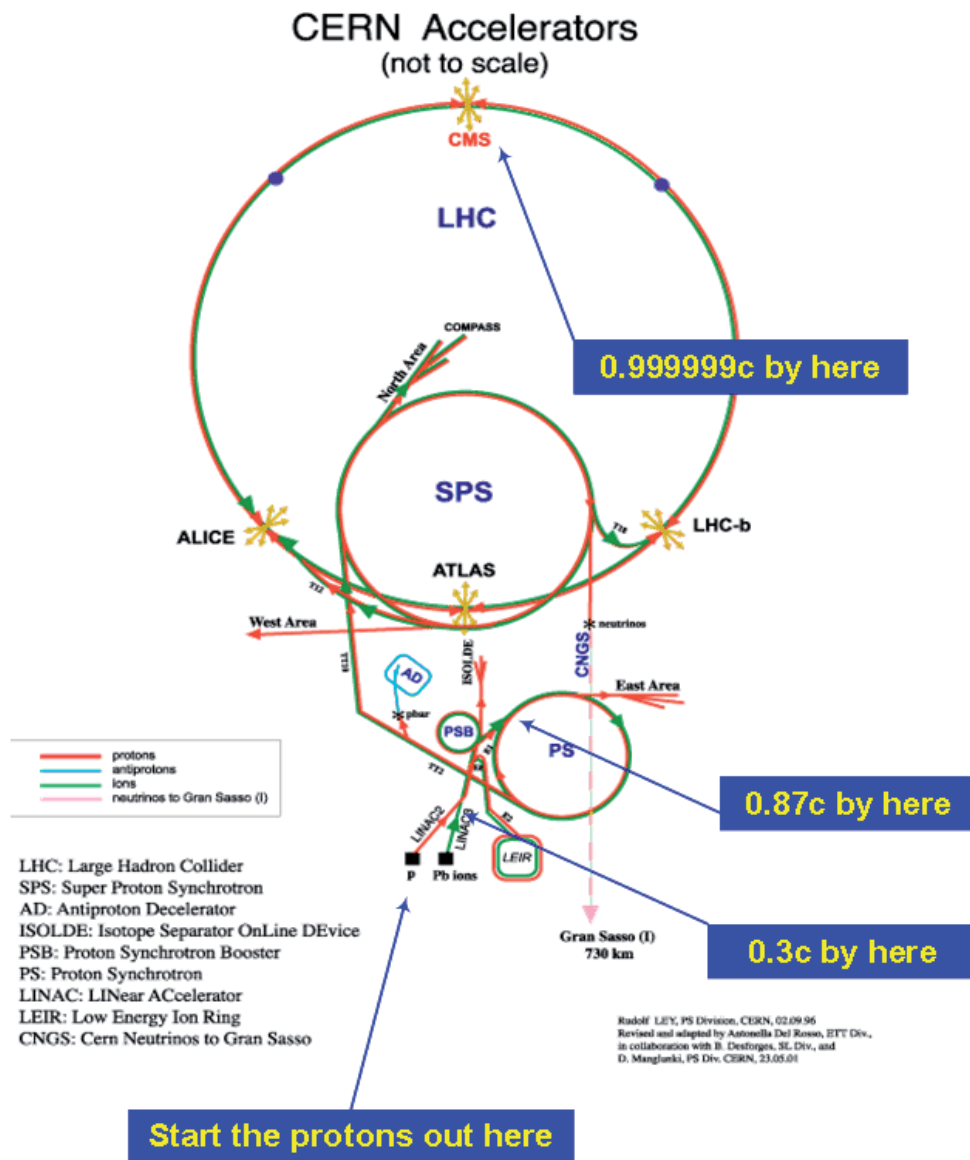 CERN Accelerators
(not to scale)
CMS
LHC
0.999999c by here
COMPASS
North Area
SPS
ALICE
LHC-b
TI8
ATLAS
TI2
West Area
neutrinos
CNGS
ISOLDE
TT10
AD
pbar
East Area
PSB
PS
E1
protons
antiprotons
ions
neutrinos to Gran Sasso (I)
TT2
0.87c by here
LINAC2
LINAC3
E2
LEIR
p
Pb ions
LHC: Large Hadron Collider
SPS: Super Proton Synchrotron
AD: Antiproton Decelerator
ISOLDE: Isotope Separator OnLine DEvice
PSB: Proton Synchrotron Booster
PS: Proton Synchrotron
LINAC: LINear ACcelerator
LEIR: Low Energy Ion Ring
CNGS: Cern Neutrinos to Gran Sasso
Gran Sasso (I)
730 km
0.3c by here
Rudolf LEY, PS Division, CERN, 02.09.96
Revised and adapted by Antonella Del Rosso, ETT Div.,
in collaboration with B. Desforges, SL Div., and
D. Manglunki, PS Div. CERN, 23.05.01
Start the protons out here